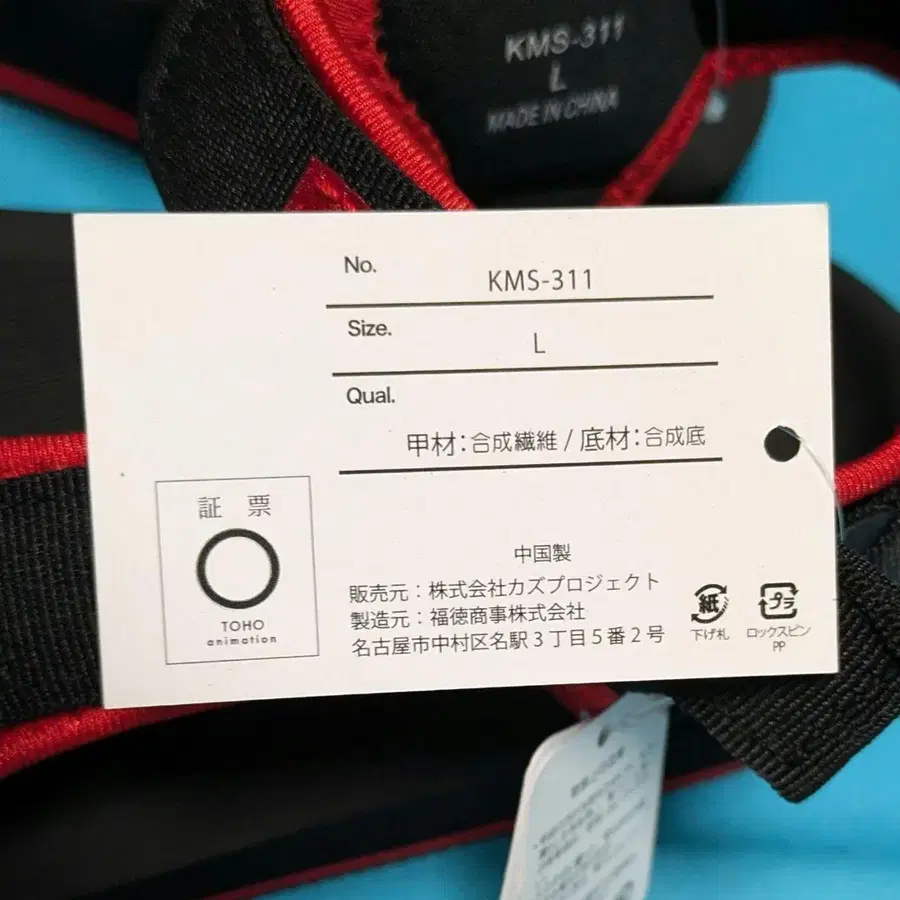 KMS-311
L
MADE IN CHINA
No.
KMS-311
Size.
L
Qual.
甲材：合成繊維 / 底材：合成底
証 票
TOHO
animation
中国製
販売元：株式会社カズプロジェクト
製造元：福徳商事株式会社
名古屋市中村区名駅３丁目５番２号
紙
下げ札
プラ
ロックスピン
PP